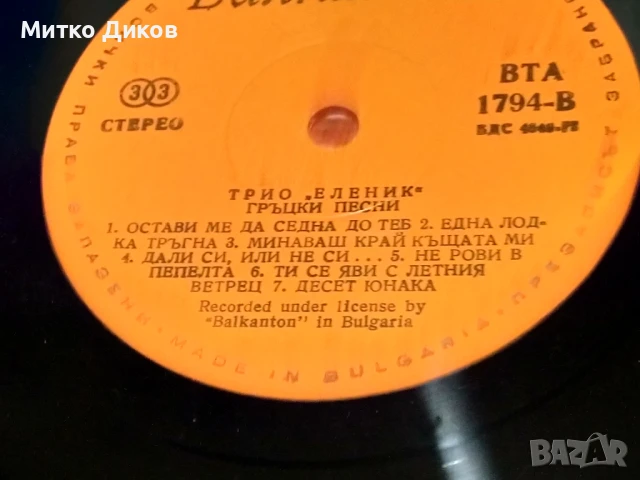 Митко Диков
33
СТЕРЕО
ВТА
1794-В
БДС
ТРИО „ЕЛЕНИК“
ГРЪЦКИ ПЕСНИ
1. ОСТАВИ МЕ ДА СЕДНА ДО ТЕБ 2. ЕДНА ЛОД-
КА ТРЪГНА 3. МИНАВАШ КРАЙ КЪЩАТА МИ
4. ДАЛИ СИ, ИЛИ НЕ СИ... 5. НЕ РОВИ В
ПЕПЕЛТА 6. ТИ СЕ ЯВИ С ЛЕТНИЯ
ВЕТРЕЦ 7. ДЕСЕТ ЮНАКА
Recorded under license by
"Balkanton" in Bulgaria
MADE IN BULGARIA
BAZAR